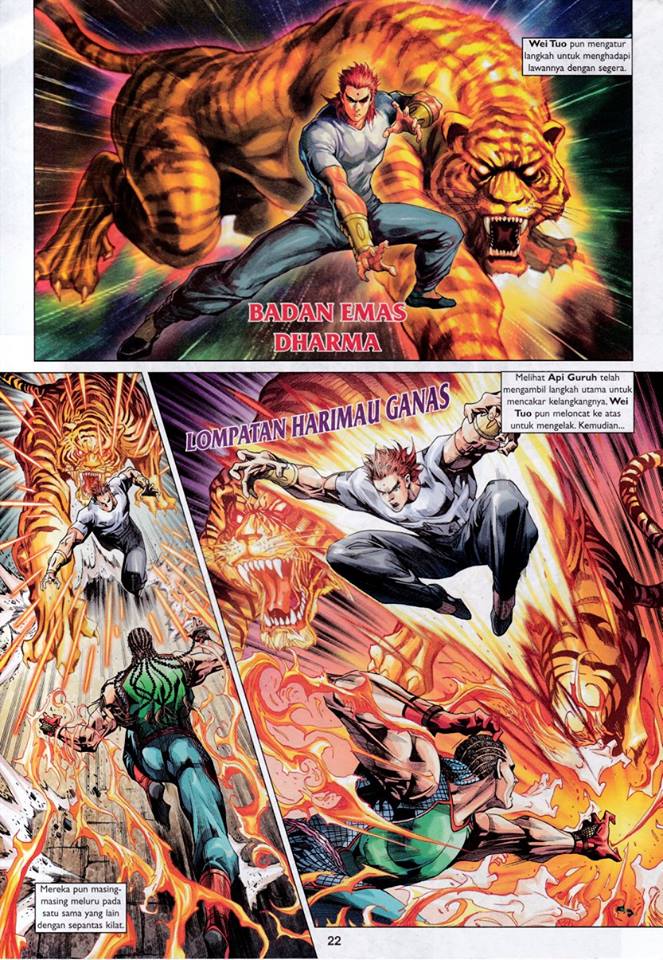 Wei Tuo pun mengatur
langkah untuk menghadapi
lawannya dengan segera.
BADAN EMAS
DHARMA
Mereka pun masing-
masing meluru pada
satu sama yang lain
dengan sepantas kilat.
LOMPATAN HARIMAU GANAS
Melihat Api Guruh telah
mengambil langkah utama untuk
mencakar kelangkangnya. Wei
Tuo pun meloncat ke atas
untuk mengelak. Kemudian...
22